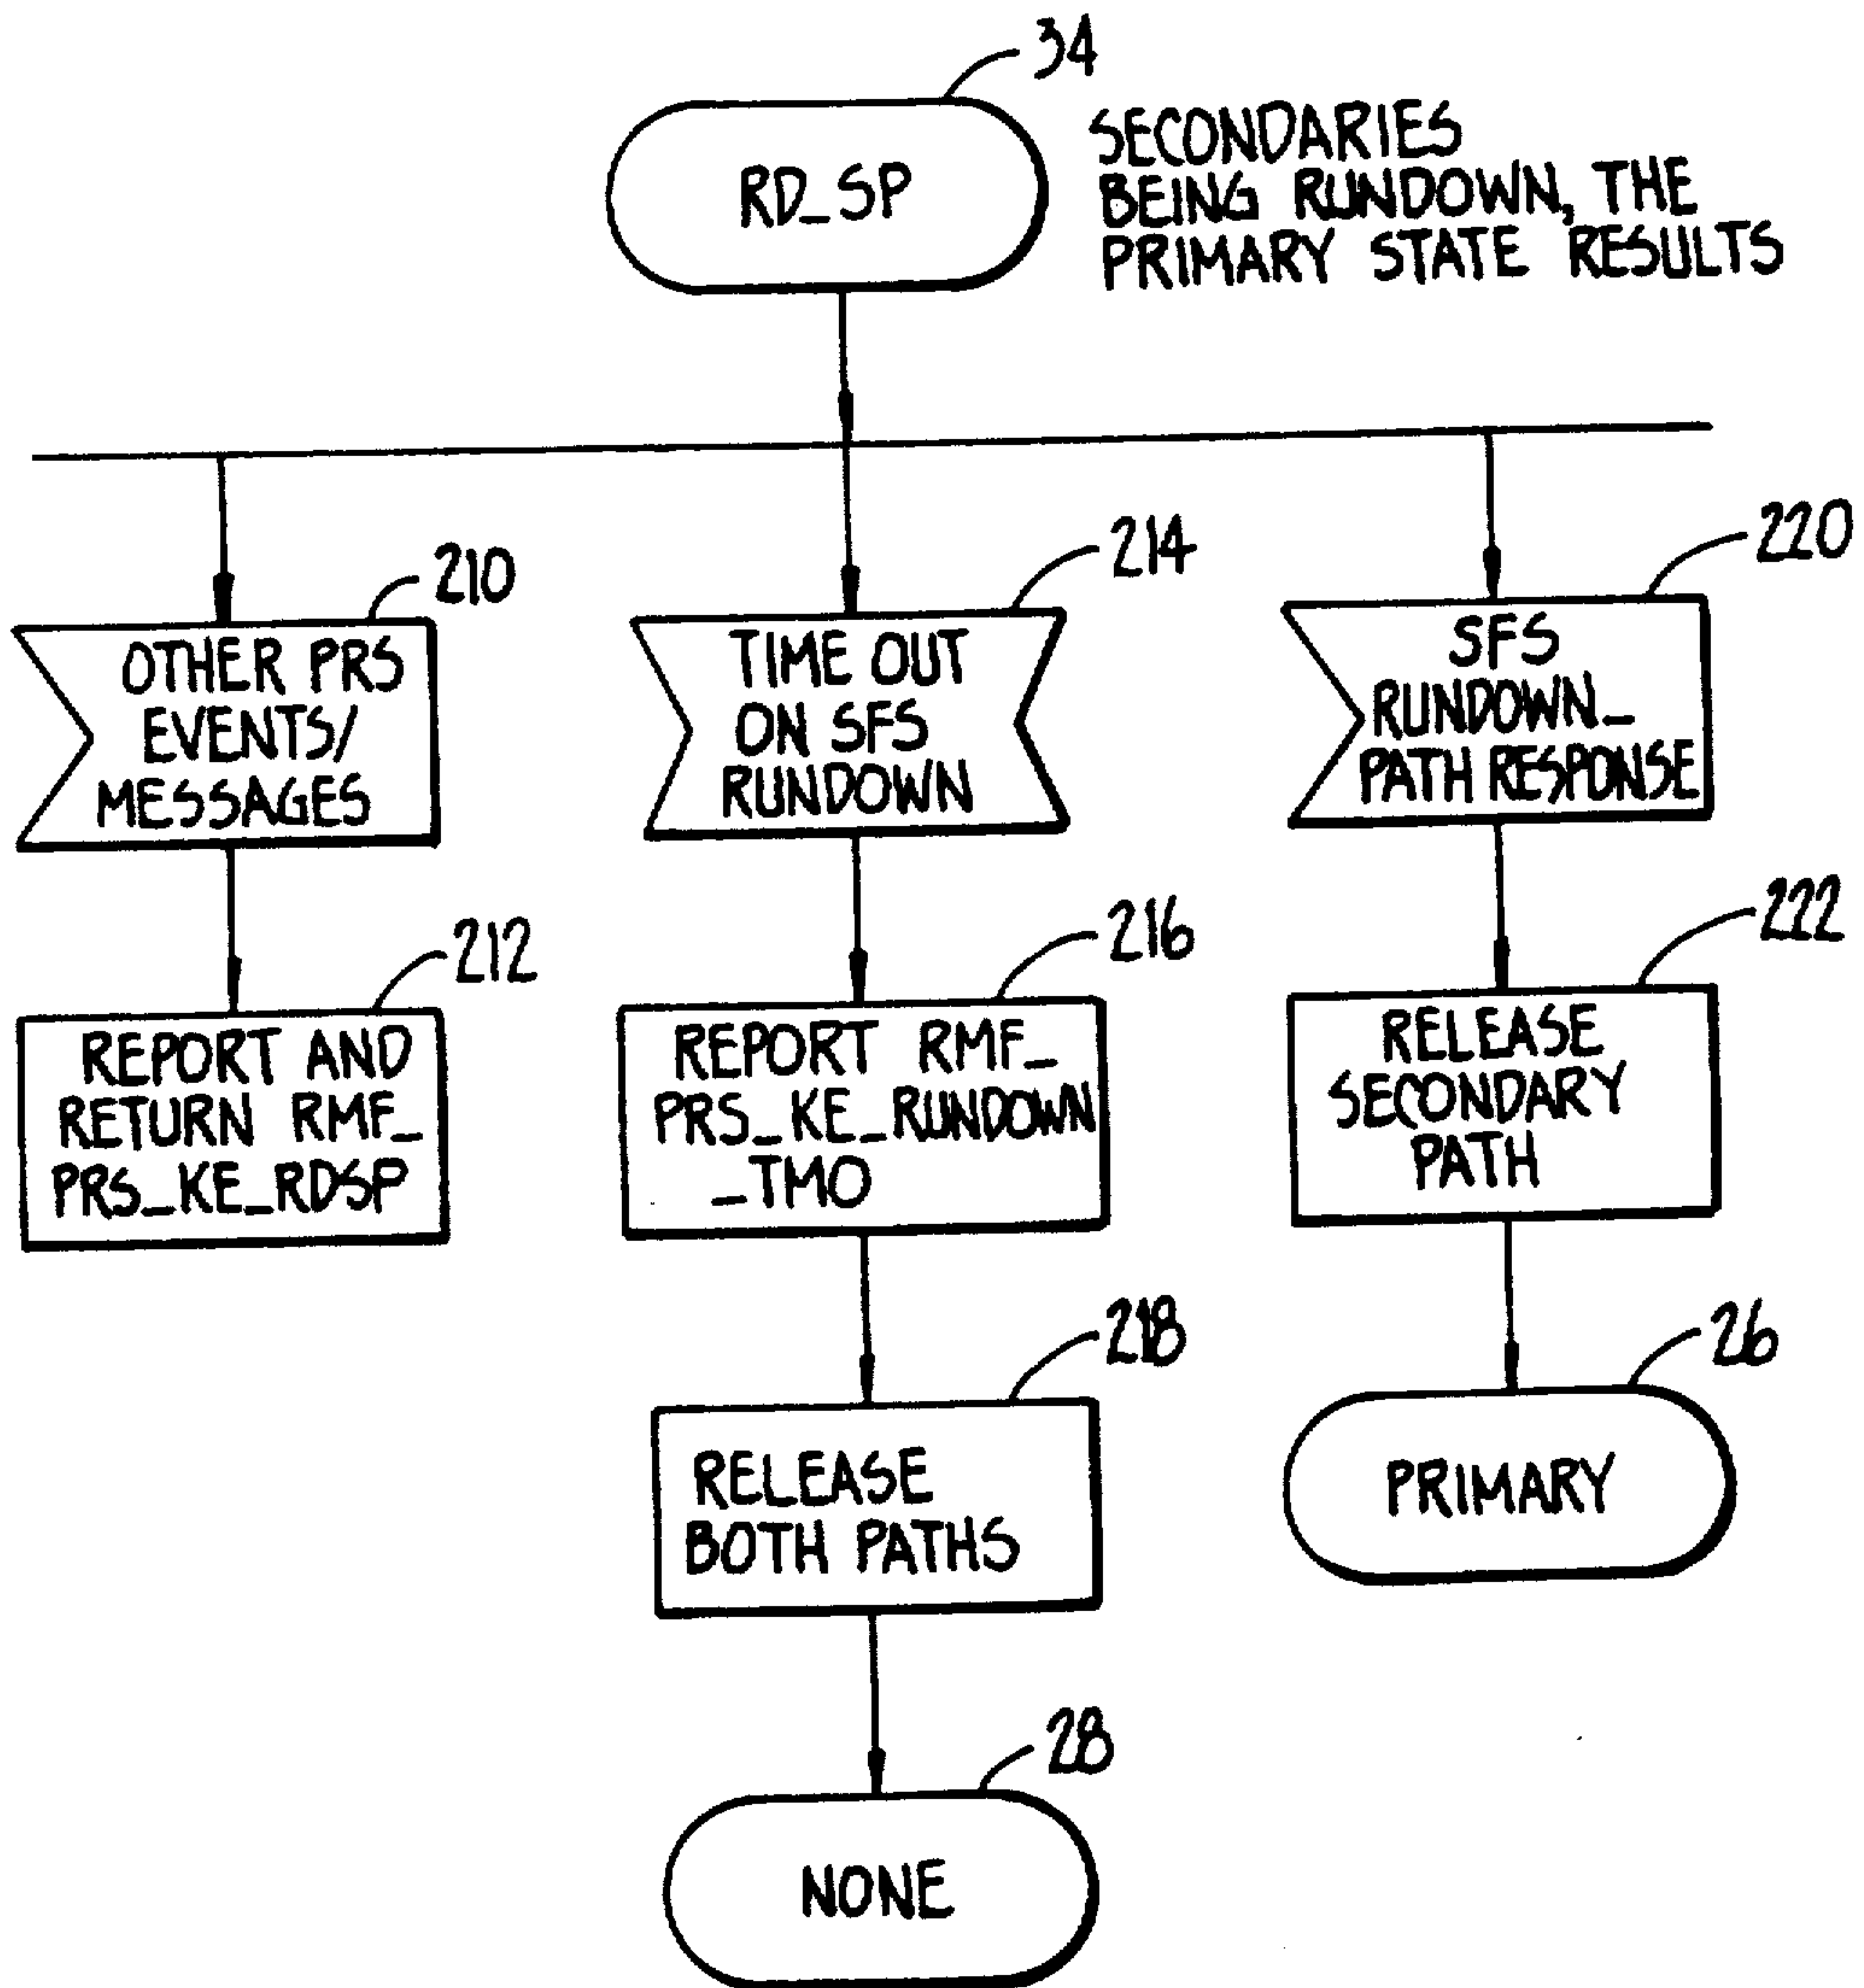 34
RD_SP
SECONDARIES
BEING RUNDOWN, THE
PRIMARY STATE RESULTS
210
OTHER PRS
EVENTS/
MESSAGES
214
TIME OUT
ON SFS
RUNDOWN
220
SFS
RUNDOWN_
PATH RESPONSE
212
REPORT AND
RETURN RMF_
PRS_KE_RDSP
216
REPORT RMF_
PRS_KE_RUNDOWN
_TMO
222
RELEASE
SECONDARY
PATH
218
RELEASE
BOTH PATHS
26
PRIMARY
28
NONE